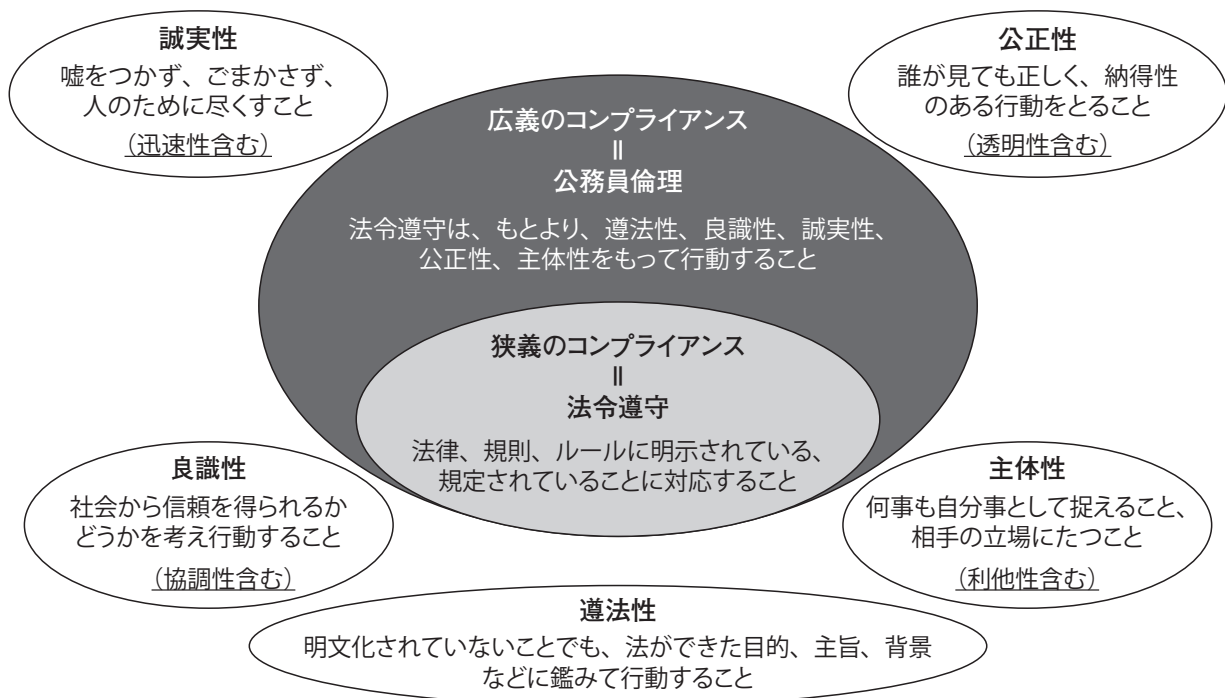 誠実性
嘘をつかず、ごまかさず、
人のために尽くすこと
(迅速性含む)
公正性
誰が見ても正しく、納得性
のある行動をとること
(透明性含む)
広義のコンプライアンス
=
公務員倫理
法令遵守は、もとより、遵法性、良識性、誠実性、
公正性、主体性をもって行動すること
狭義のコンプライアンス
=
法令遵守
法律、規則、ルールに明示されている、
規定されていることに対応すること
良識性
社会から信頼を得られるか
どうかを考え行動すること
(協調性含む)
主体性
何事も自分事として捉えること、
相手の立場にたつこと
(利他性含む)
遵法性
明文化されていないことでも、法ができた目的、主旨、背景
などに鑑みて行動すること